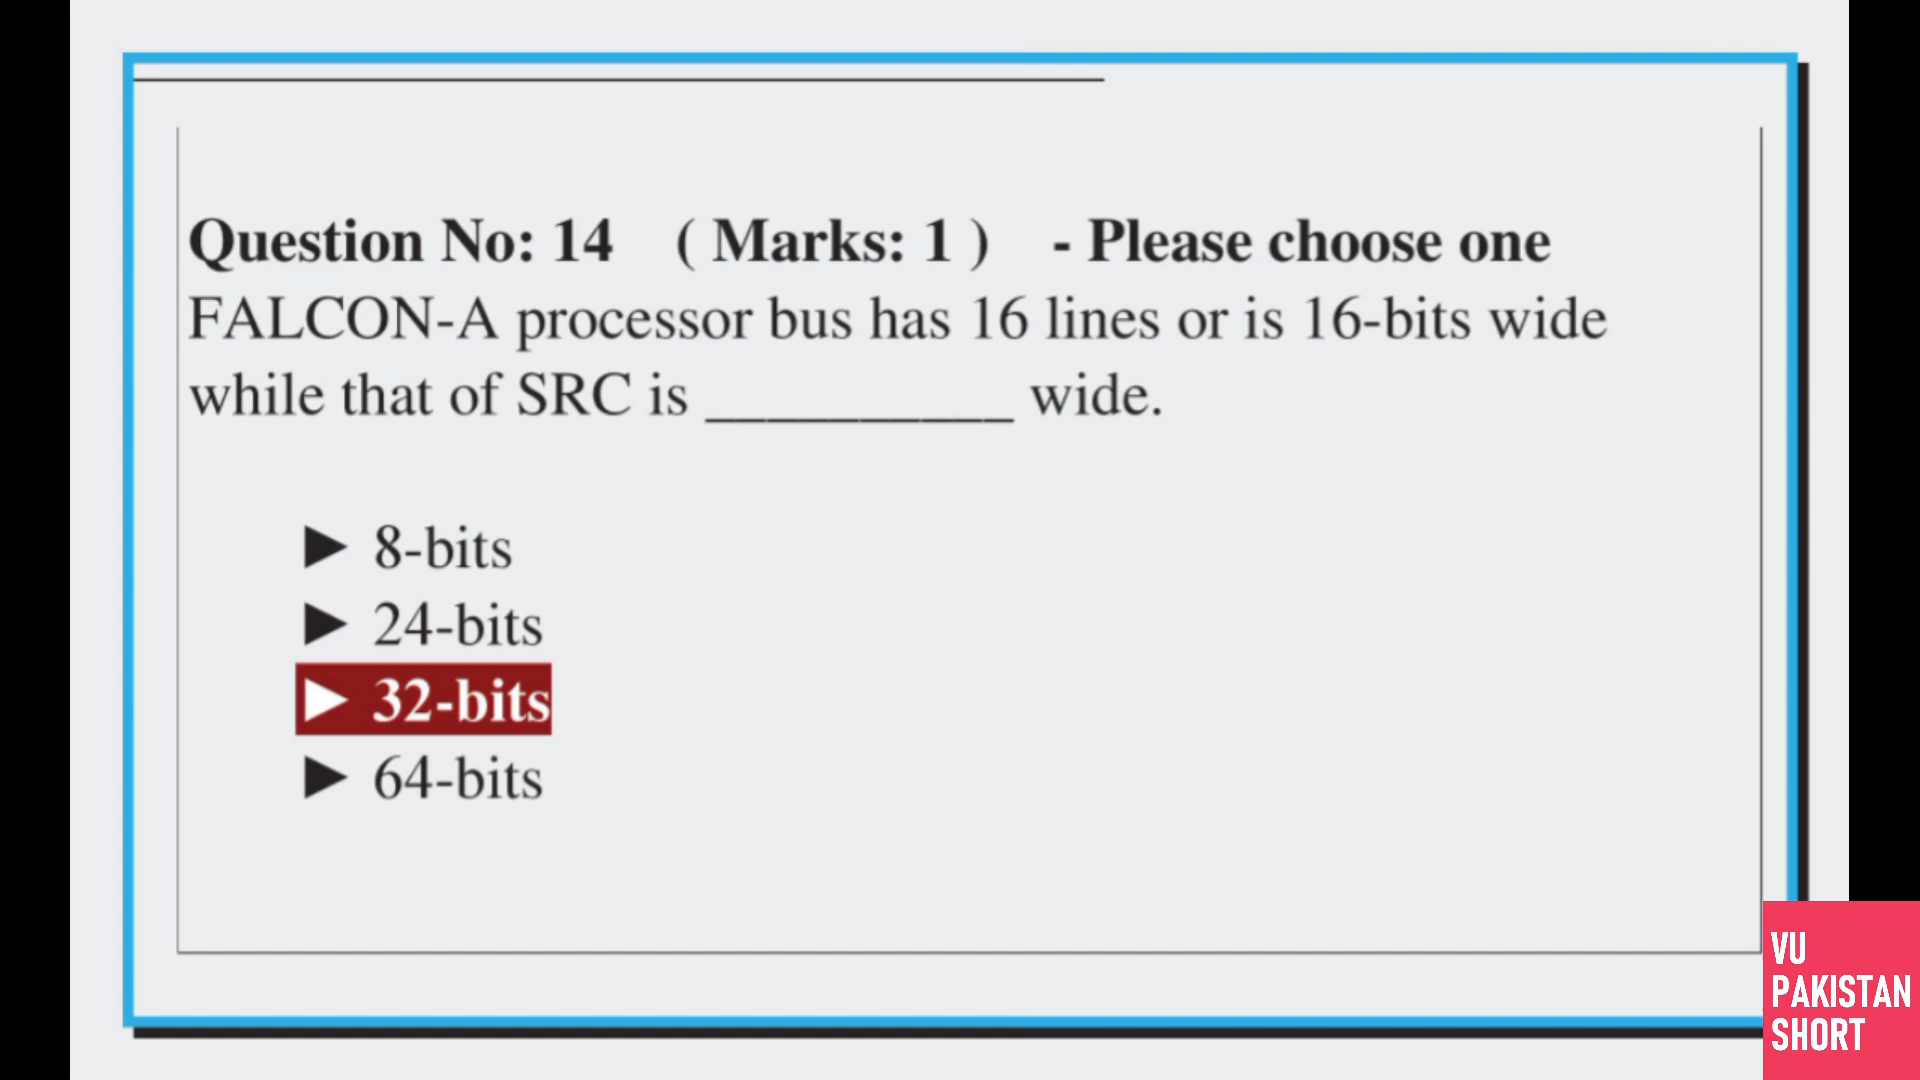 Question No: 14 ( Marks: 1 ) - Please choose one
FALCON-A processor bus has 16 lines or is 16-bits wide
while that of SRC is __________ wide.
► 8-bits
► 24-bits
► 32-bits
► 64-bits
VU
PAKISTAN
SHORT